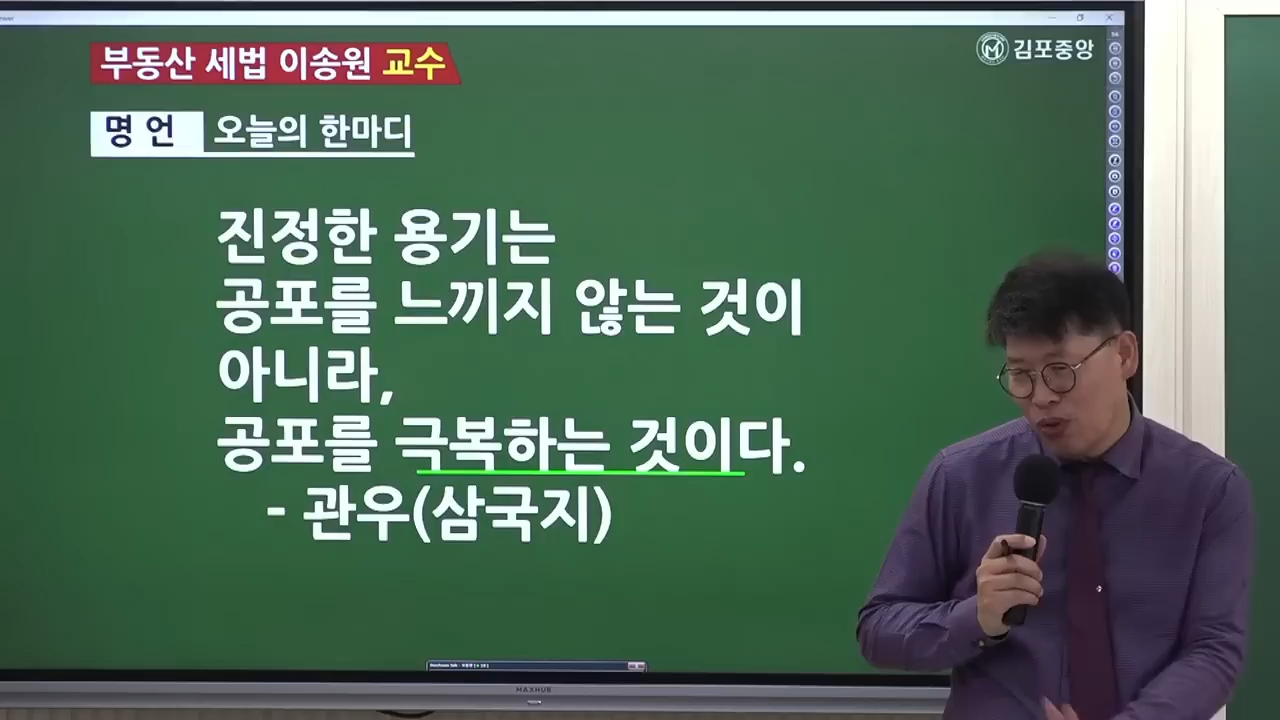 부동산 세법 이송원 교수
김포중앙
명 언 오늘의 한마디
진정한 용기는
공포를 느끼지 않는 것이
아니라,
공포를 극복하는 것이다.
- 관우(삼국지)
MAXHUB